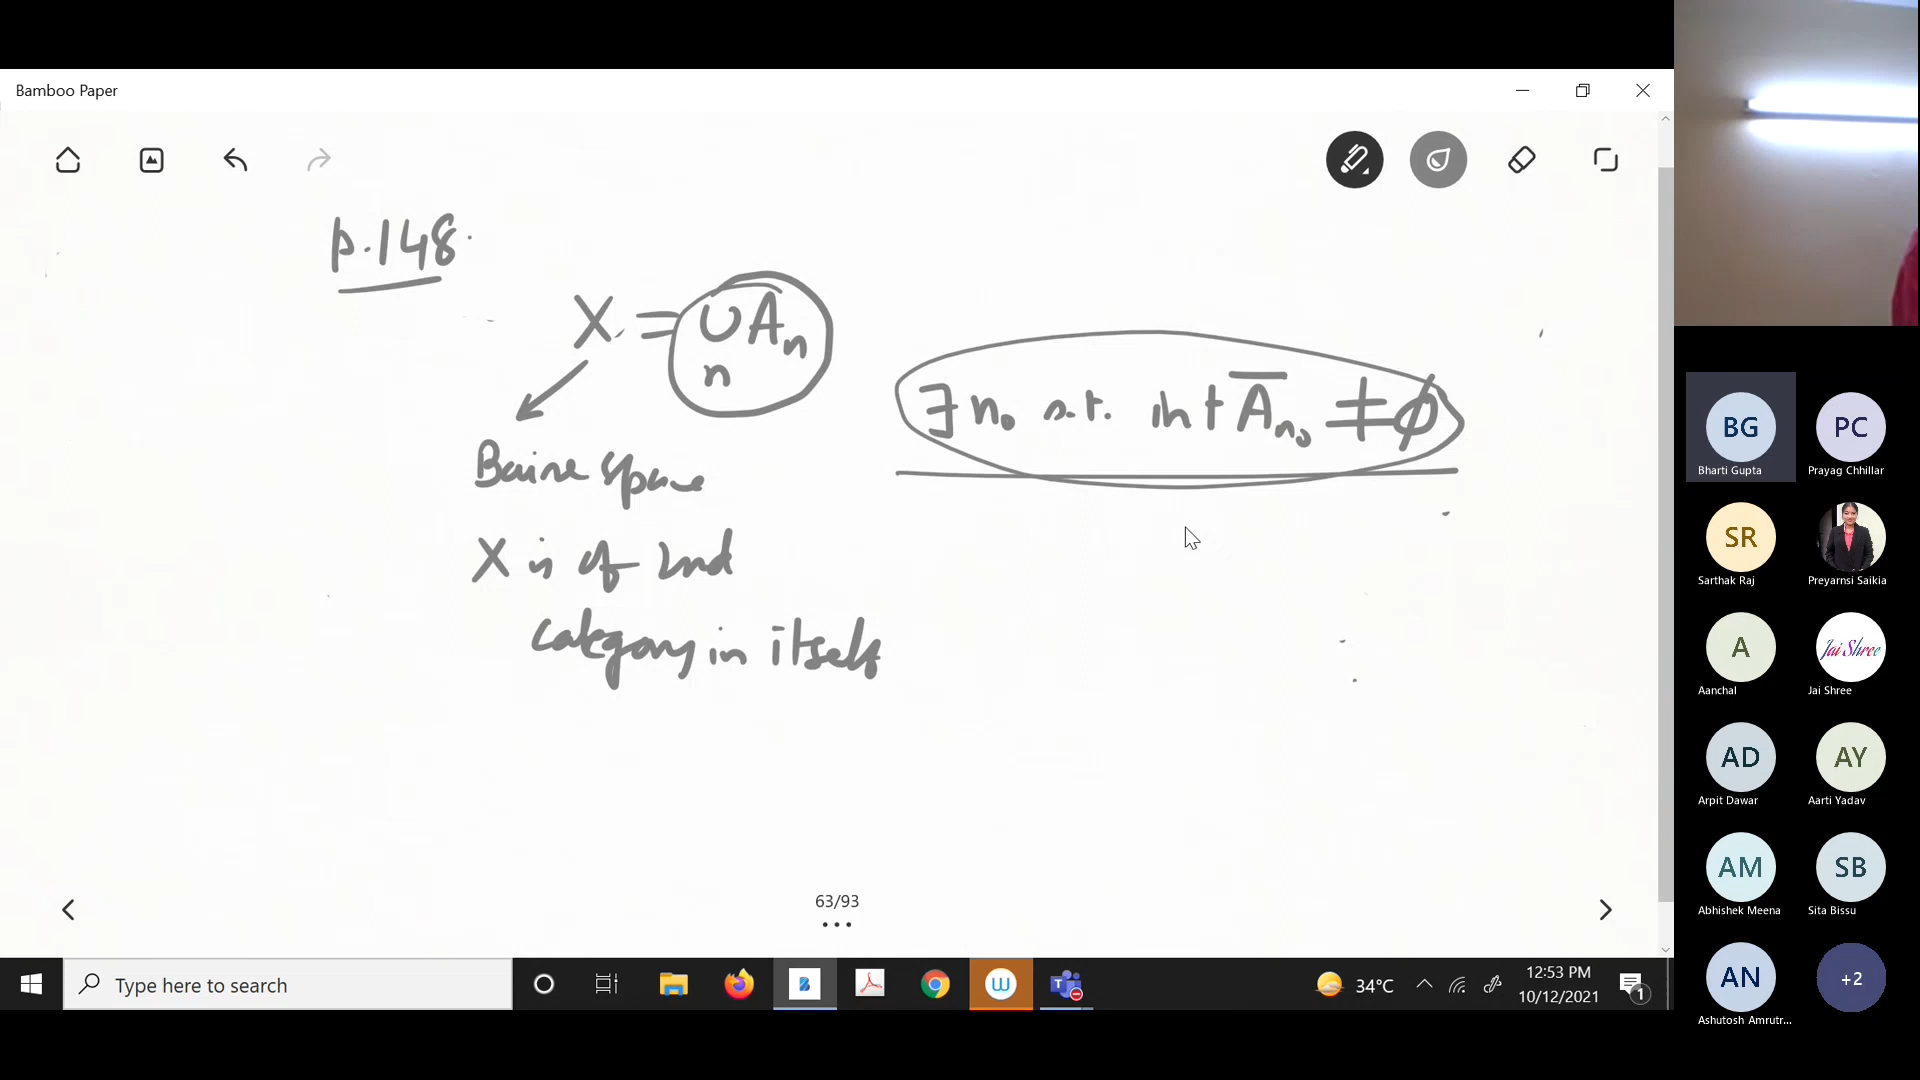 Bamboo Paper
p.148.
X = ∪Aₙ
n
∃ n₀ s.t. int A̅ₙ₀ ≠ ϕ
Baire space
X is of 2nd
category in itself
63/93
Type here to search
34°C
12:53 PM
10/12/2021
1
BG
Bharti Gupta
PC
Prayag Chhillar
SR
Sarthak Raj
Preyarnsi Saikia
A
Aanchal
Jai Shree
Jai Shree
AD
Arpit Dawar
AY
Aarti Yadav
AM
Abhishek Meena
SB
Sita Bissu
AN
Ashutosh Amrutr...
+2